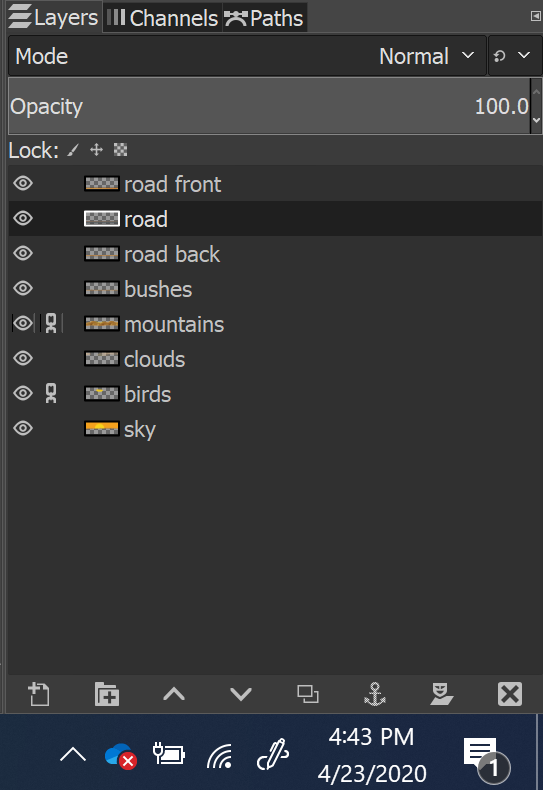 Layers Channels Paths
Mode Normal
Opacity 100.0
Lock:
road front
road
road back
bushes
mountains
clouds
birds
sky
4:43 PM
4/23/2020
1